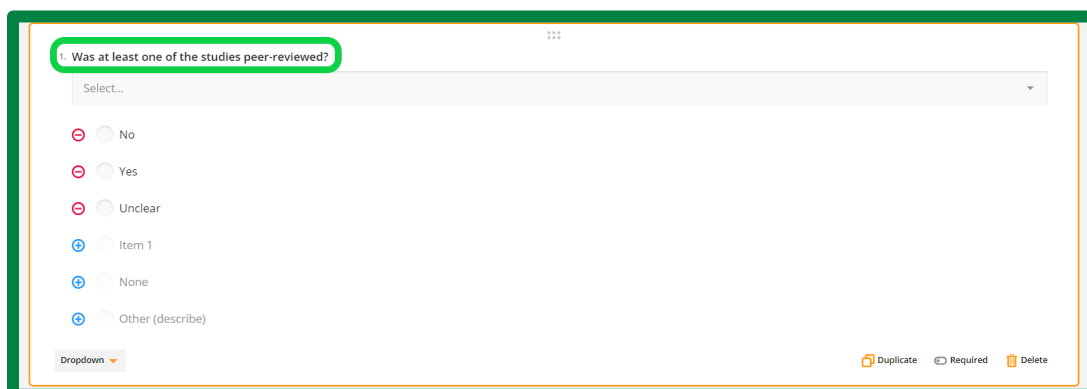 1. Was at least one of the studies peer-reviewed?
Select...
No
Yes
Unclear
Item 1
None
Other (describe)
Dropdown Duplicate Required Delete